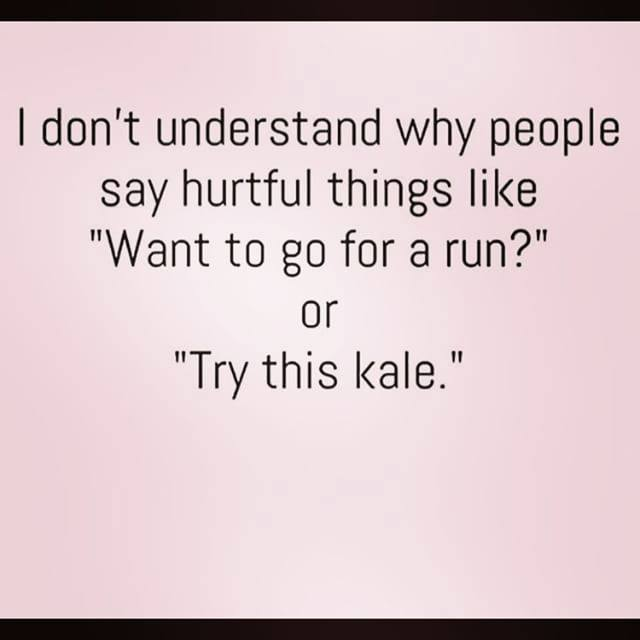 I don't understand why people
say hurtful things like
"Want to go for a run?"
or
"Try this kale."